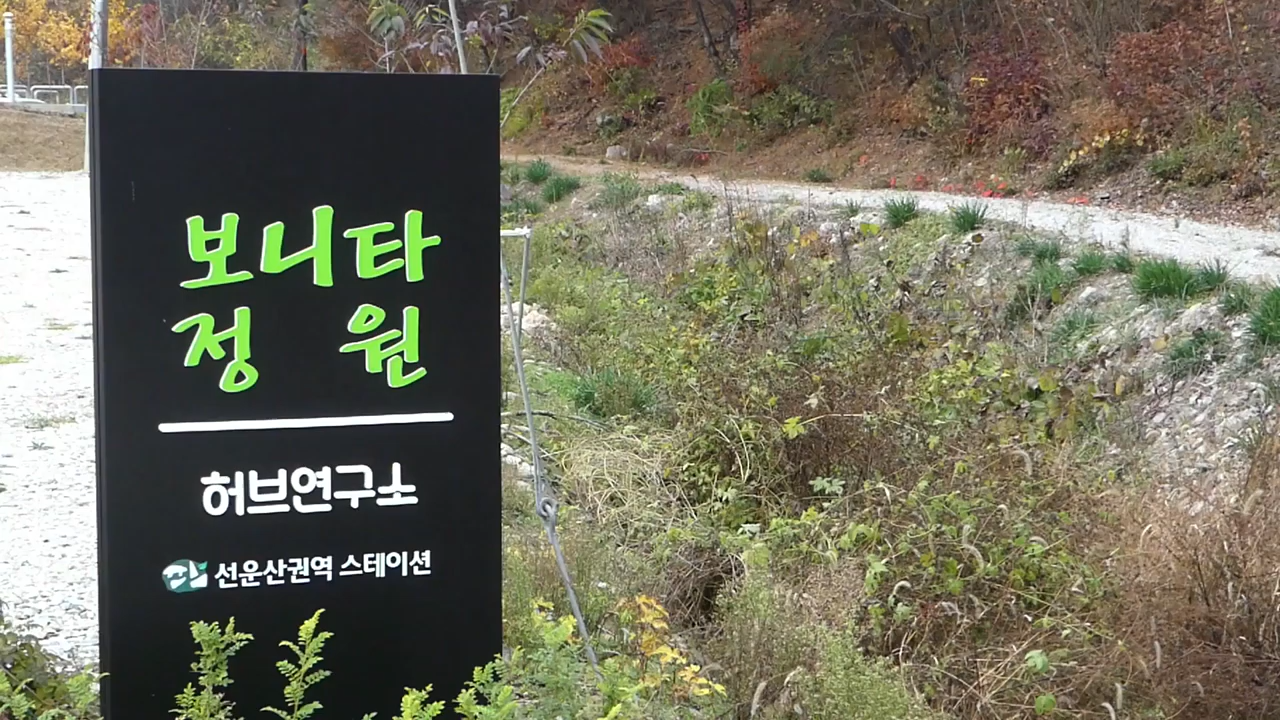 보니타
정원
허브연구소
선운산권역 스테이션